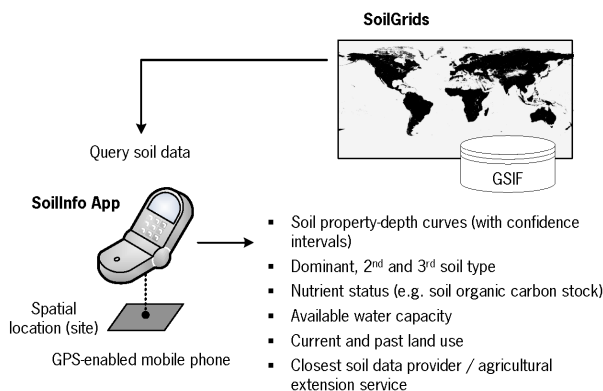 SoilGrids
GSIF
Query soil data
SoilInfo App
Spatial
location (site)
GPS-enabled mobile phone
▪ Soil property-depth curves (with confidence
intervals)
▪ Dominant, 2nd and 3rd soil type
▪ Nutrient status (e.g. soil organic carbon stock)
▪ Available water capacity
▪ Current and past land use
▪ Closest soil data provider / agricultural
extension service